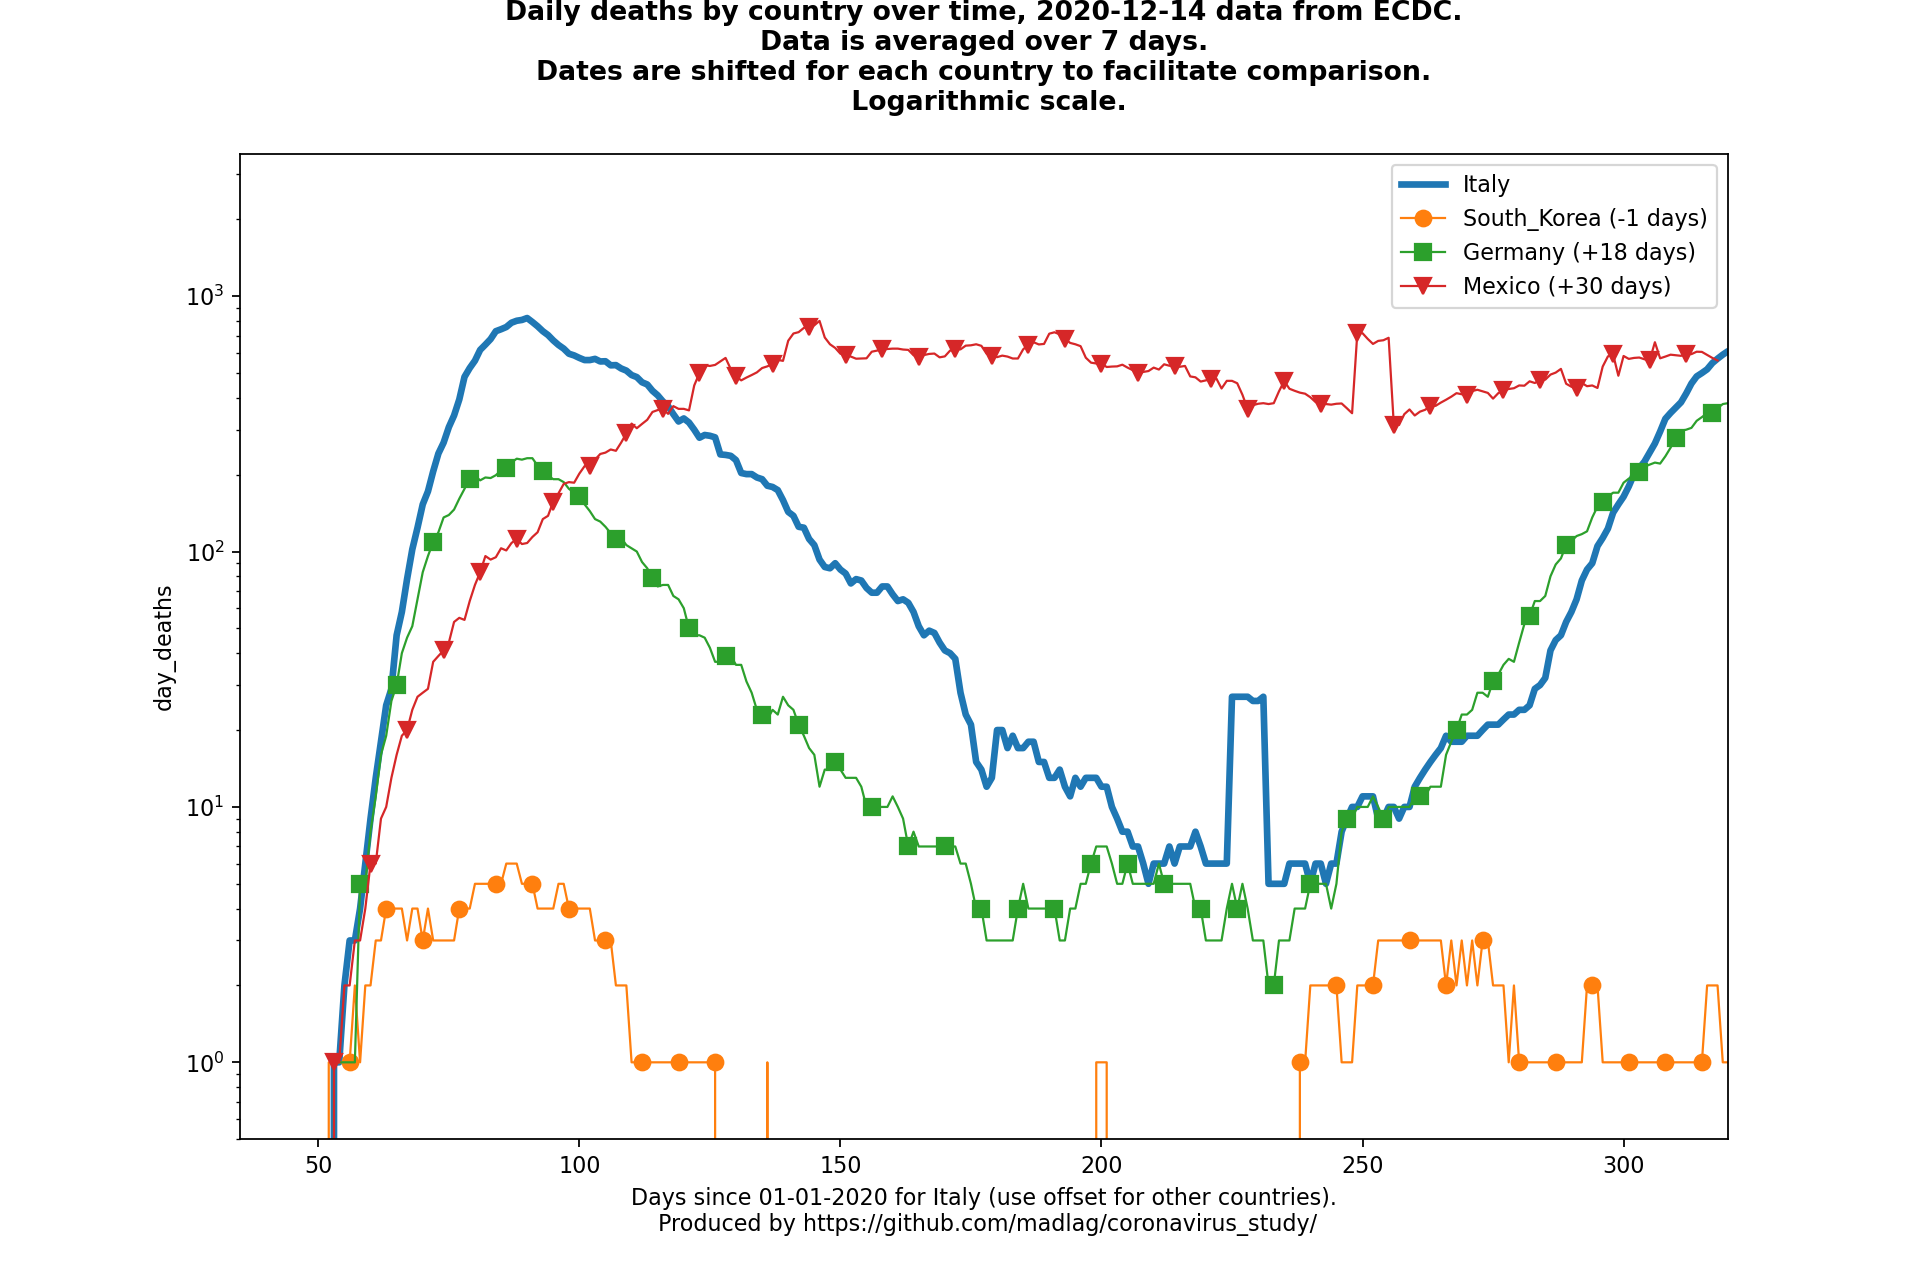 Daily deaths by country over time, 2020-12-14 data from ECDC.
Data is averaged over 7 days.
Dates are shifted for each country to facilitate comparison.
Logarithmic scale.
Italy
South_Korea (-1 days)
Germany (+18 days)
Mexico (+30 days)
10³
10²
10¹
10⁰
day_deaths
50 100 150 200 250 300
Days since 01-01-2020 for Italy (use offset for other countries).
Produced by https://github.com/madlag/coronavirus_study/